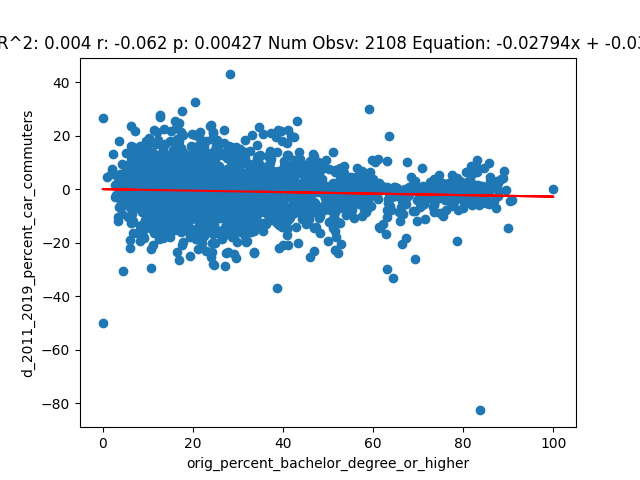 R^2: 0.004 r: -0.062 p: 0.00427 Num Obsv: 2108 Equation: -0.02794x + -0.03
d_2011_2019_percent_car_commuters
40
20
0
−20
−40
−60
−80
0 20 40 60 80 100
orig_percent_bachelor_degree_or_higher